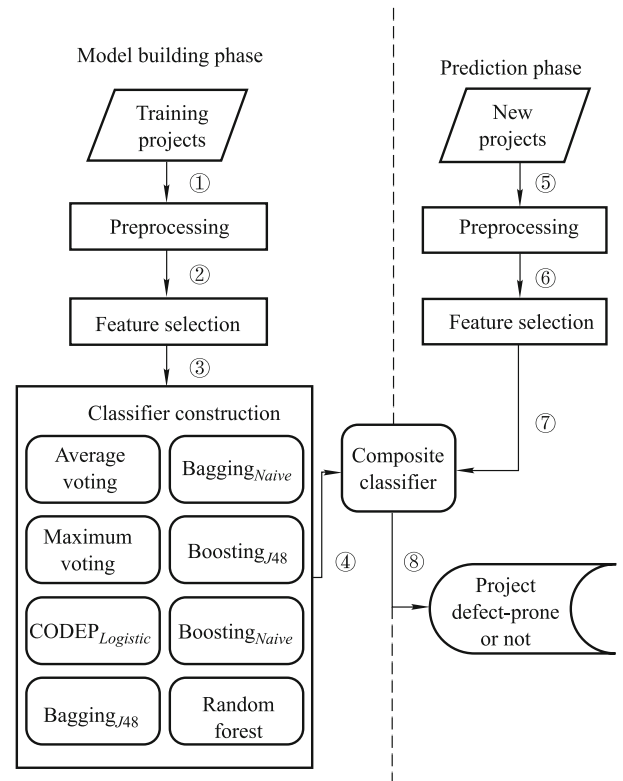 Model building phase
Training
projects
①
Preprocessing
②
Feature selection
③
Classifier construction
Average
voting
Bagging_Naive
Maximum
voting
Boosting_J48
CODEP_Logistic
Boosting_Naive
Bagging_J48
Random
forest
④
Composite
classifier
Prediction phase
New
projects
⑤
Preprocessing
⑥
Feature selection
⑦
⑧
Project
defect-prone
or not